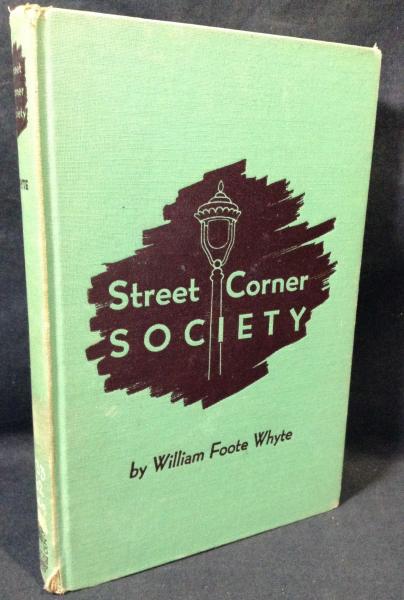 Street Corner
SOCIETY
by William Foote Whyte